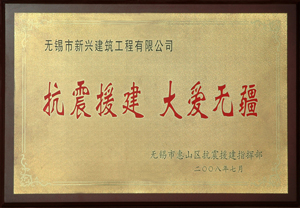 无锡市新兴建筑工程有限公司
抗震援建 大爱无疆
无锡市惠山区抗震援建指挥部
二〇〇八年七月